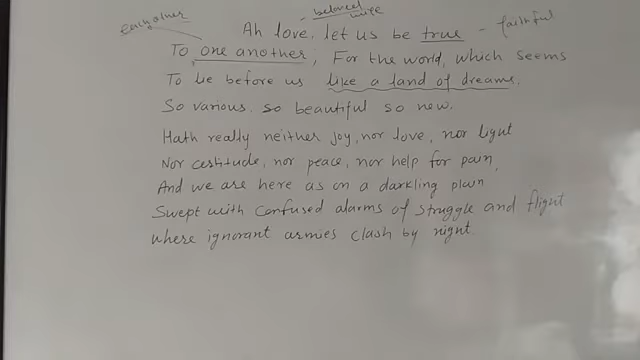 each other
beloved
wife
Ah love, let us be true - faithful
To one another; For the world, which seems
To lie before us like a land of dreams.
So various, so beautiful so new.
Hath really neither joy, nor love, nor light
Nor certitude, nor peace, nor help for pain,
And we are here as on a darkling plain
Swept with confused alarms of struggle and flight
where ignorant armies clash by night.